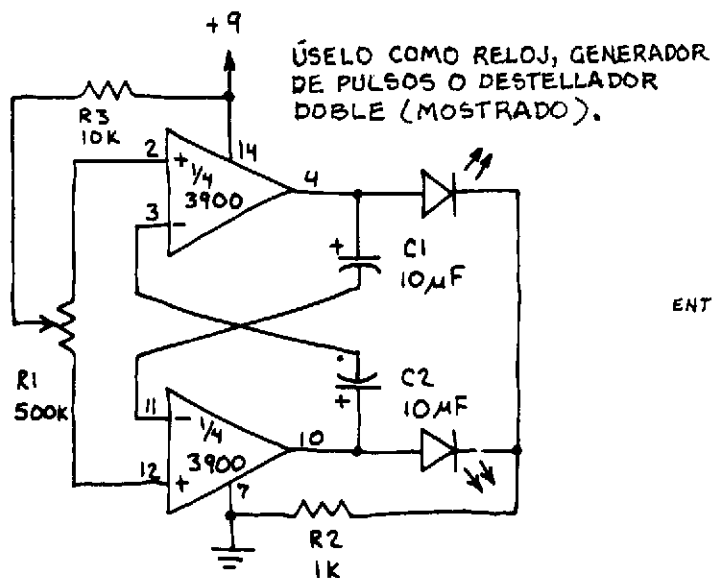 +9
ÚSELO COMO RELOJ, GENERADOR
DE PULSOS O DESTELLADOR
DOBLE (MOSTRADO).
R3
10K
14
2
+
1/4
3900
4
3
-
+
C1
10µF
ENT
R1
500K
C2
10µF
+
11
-
1/4
3900
10
12
+
7
R2
1K